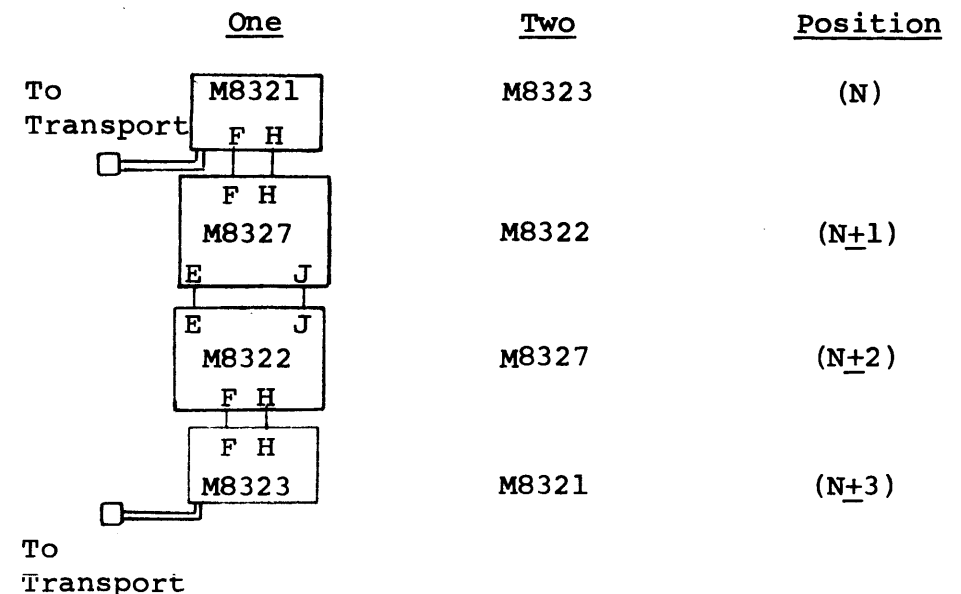 One Two Position
To M8321 M8323 (N)
Transport
F H
F H
M8327 M8322 (N±1)
E J
E J
M8322 M8327 (N±2)
F H
F H
M8323 M8321 (N±3)
To
Transport